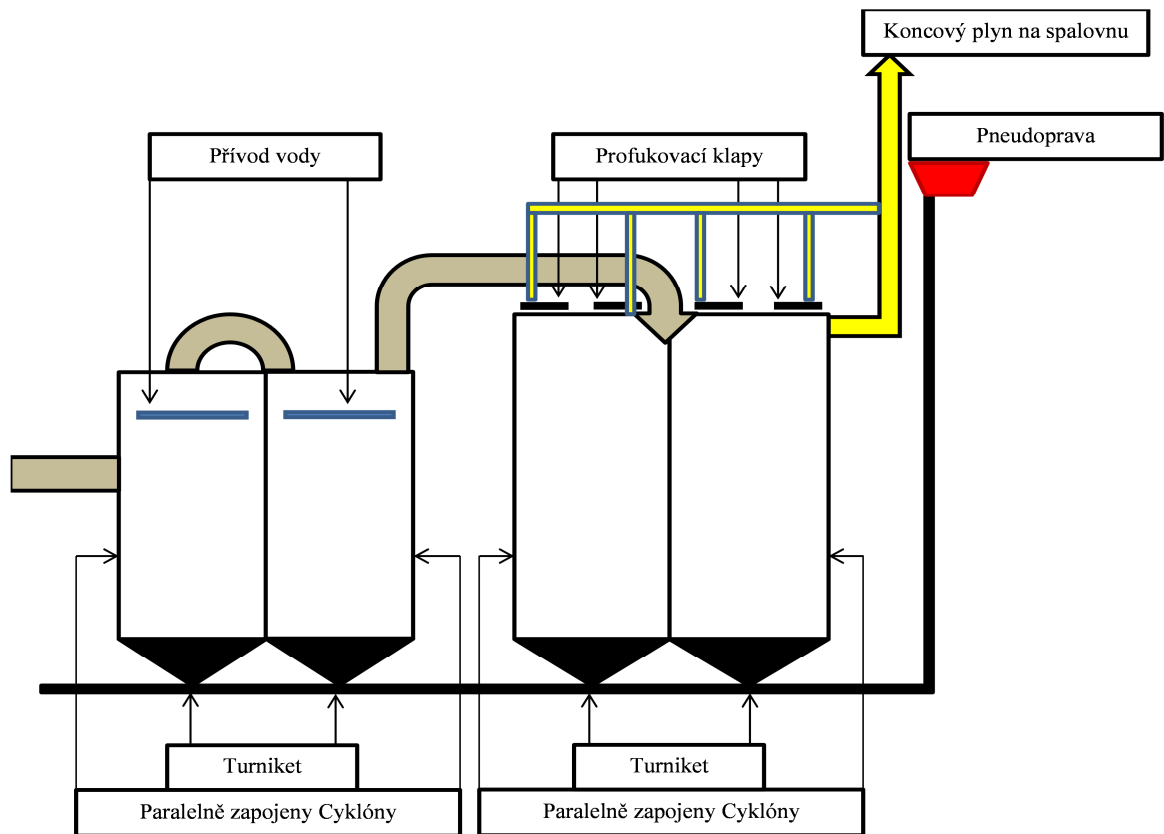 Koncový plyn na spalovnu
Pneudoprava
Přívod vody
Profukovací klapy
Turniket
Turniket
Paralelně zapojeny Cyklóny
Paralelně zapojeny Cyklóny